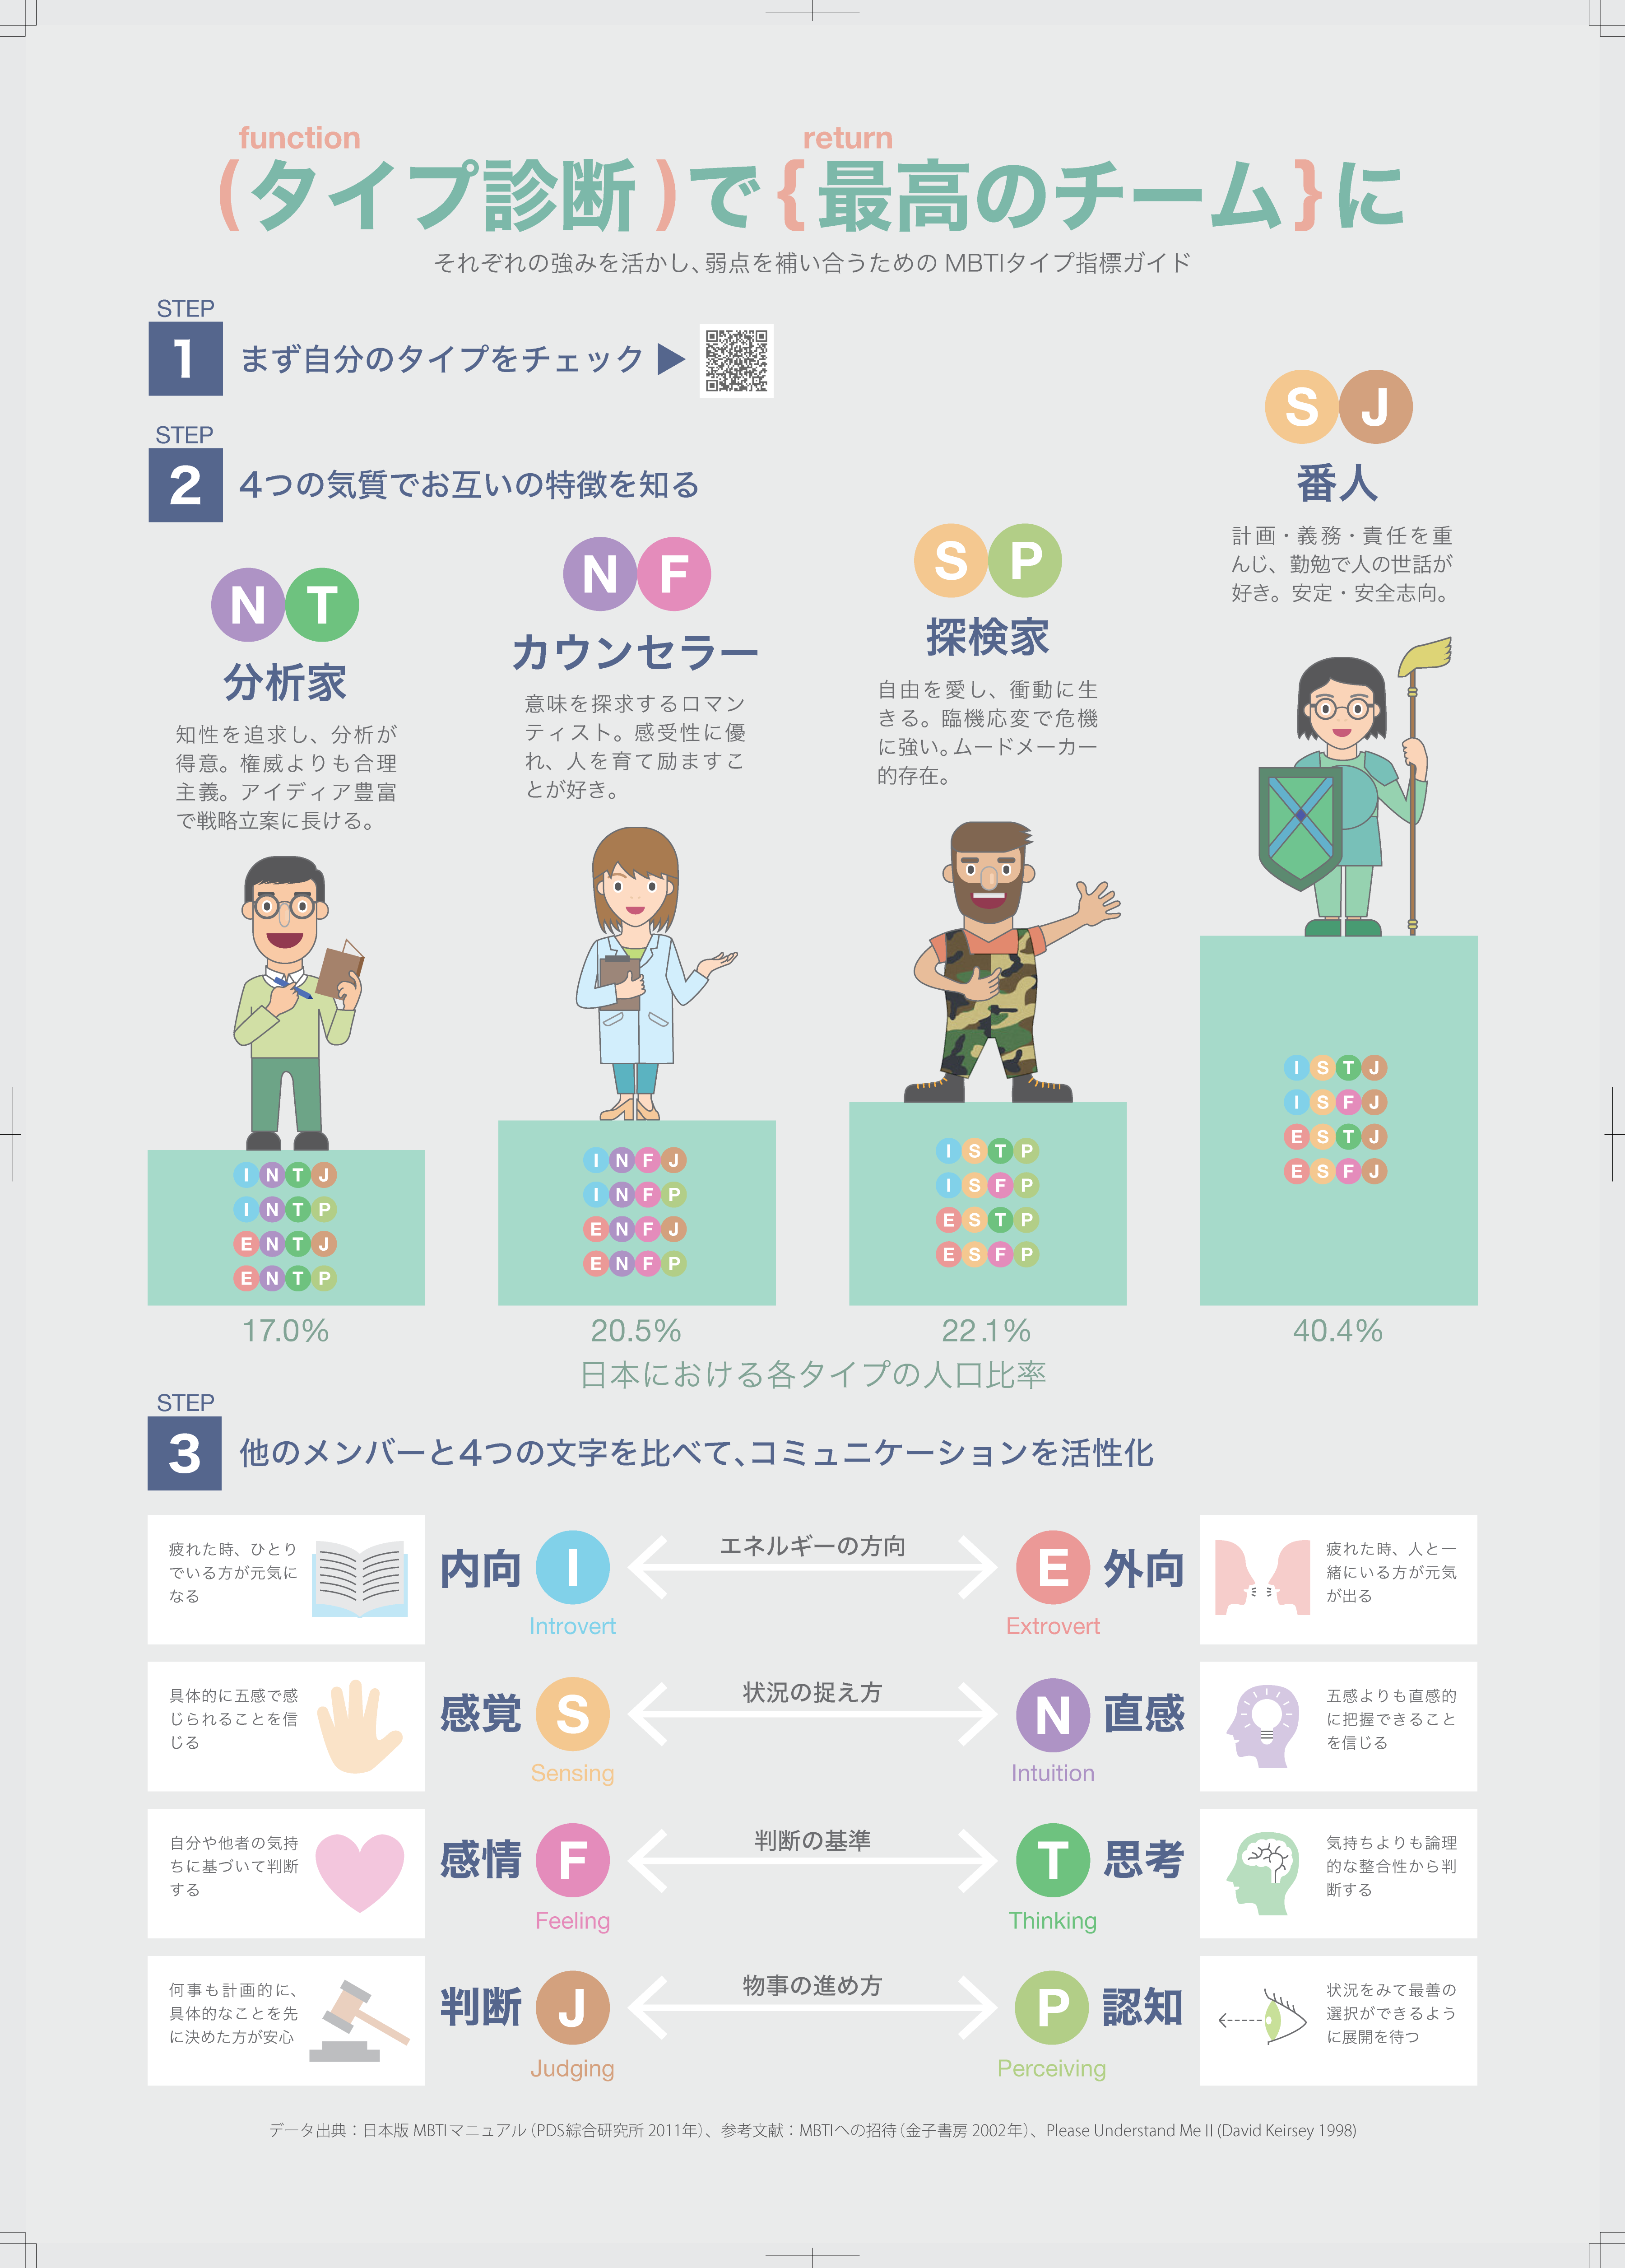 function
return
(タイプ診断)で{最高のチーム}に
それぞれの強みを活かし、弱点を補い合うための MBTIタイプ指標ガイド
STEP
1
まず自分のタイプをチェック ▶
STEP
2
4つの気質でお互いの特徴を知る
NT
分析家
知性を追求し、分析が
得意。権威よりも合理
主義。アイディア豊富
で戦略立案に長ける。
INTJ
INTP
ENTJ
ENTP
17.0%
NF
カウンセラー
意味を探求するロマン
ティスト。感受性に優
れ、人を育て励ますこ
とが好き。
INFJ
INFP
ENFJ
ENFP
20.5%
SP
探検家
自由を愛し、衝動に生
きる。臨機応変で危機
に強い。ムードメーカー
的存在。
ISTP
ISFP
ESTP
ESFP
22.1%
SJ
番人
計画・義務・責任を重
んじ、勤勉で人の世話が
好き。安定・安全志向。
ISTJ
ISFJ
ESTJ
ESFJ
40.4%
日本における各タイプの人口比率
STEP
3
他のメンバーと4つの文字を比べて、コミュニケーションを活性化
疲れた時、ひとり
でいる方が元気に
なる
内向
I
Introvert
エネルギーの方向
E
Extrovert
外向
疲れた時、人と一
緒にいる方が元気
が出る
具体的に五感で感
じられることを信
じる
感覚
S
Sensing
状況の捉え方
N
Intuition
直感
五感よりも直感的
に把握できること
を信じる
自分や他者の気持
ちに基づいて判断
する
感情
F
Feeling
判断の基準
T
Thinking
思考
気持ちよりも論理
的な整合性から判
断する
何事も計画的に、
具体的なことを先
に決めた方が安心
判断
J
Judging
物事の進め方
P
Perceiving
認知
状況をみて最善の
選択ができるよう
に展開を待つ
データ出典：日本版 MBTIマニュアル（PDS綜合研究所 2011年）、参考文献：MBTIへの招待（金子書房 2002年）、Please Understand Me II (David Keirsey 1998)